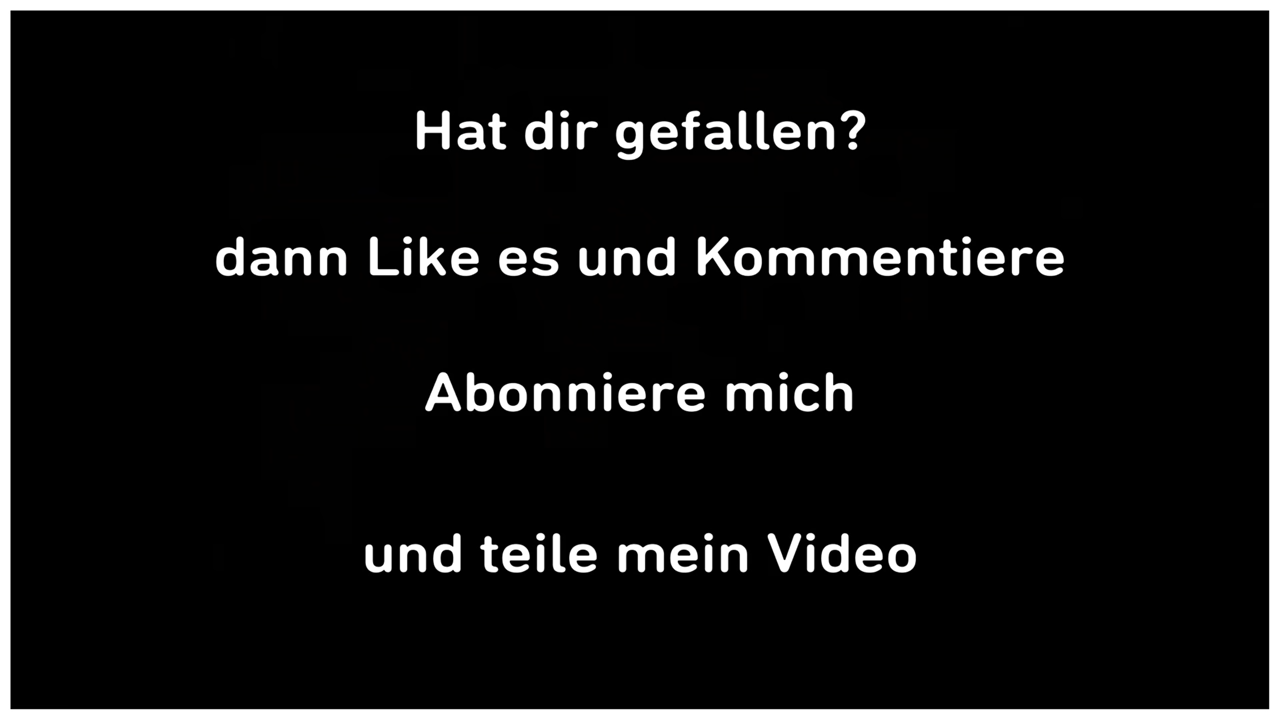 Hat dir gefallen?
dann Like es und Kommentiere
Abonniere mich
und teile mein Video